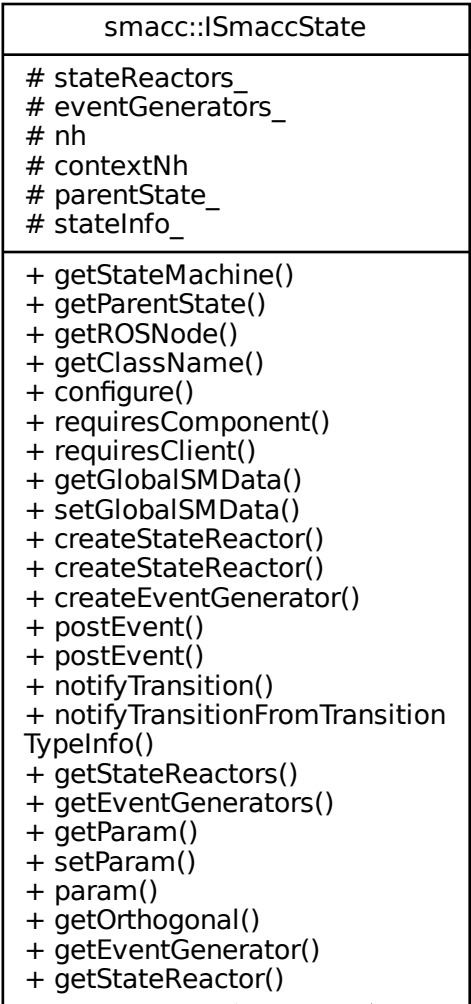 smacc::ISmaccState
# stateReactors_
# eventGenerators_
# nh
# contextNh
# parentState_
# stateInfo_
+ getStateMachine()
+ getParentState()
+ getROSNode()
+ getClassName()
+ configure()
+ requiresComponent()
+ requiresClient()
+ getGlobalSMData()
+ setGlobalSMData()
+ createStateReactor()
+ createStateReactor()
+ createEventGenerator()
+ postEvent()
+ postEvent()
+ notifyTransition()
+ notifyTransitionFromTransition
TypeInfo()
+ getStateReactors()
+ getEventGenerators()
+ getParam()
+ setParam()
+ param()
+ getOrthogonal()
+ getEventGenerator()
+ getStateReactor()